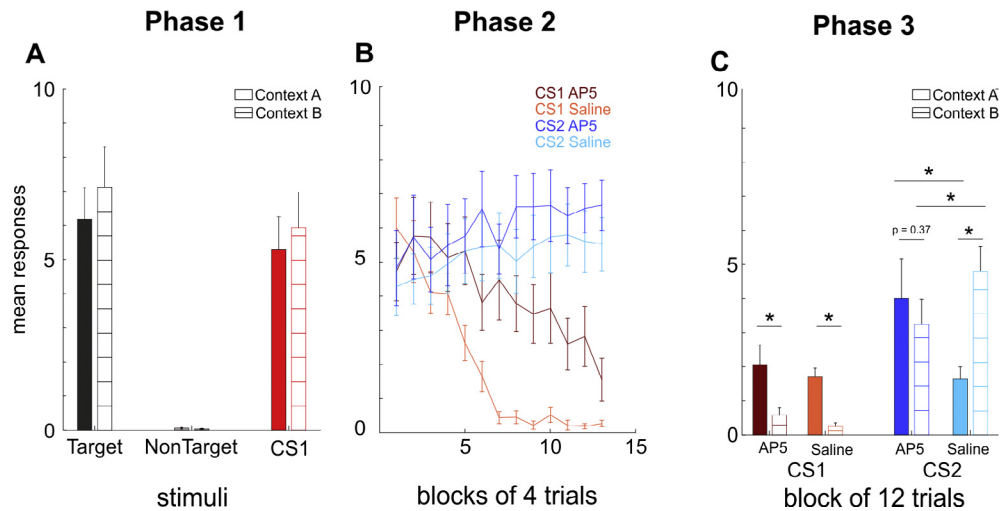 Phase 1
Phase 2
Phase 3
A
B
C
10
5
0
mean responses
Context A
Context B
Target
NonTarget
CS1
stimuli
10
5
0
CS1 AP5
CS1 Saline
CS2 AP5
CS2 Saline
5
10
15
blocks of 4 trials
10
5
0
Context A
Context B
*
*
p = 0.37
*
*
*
AP5
Saline
AP5
Saline
CS1
CS2
block of 12 trials